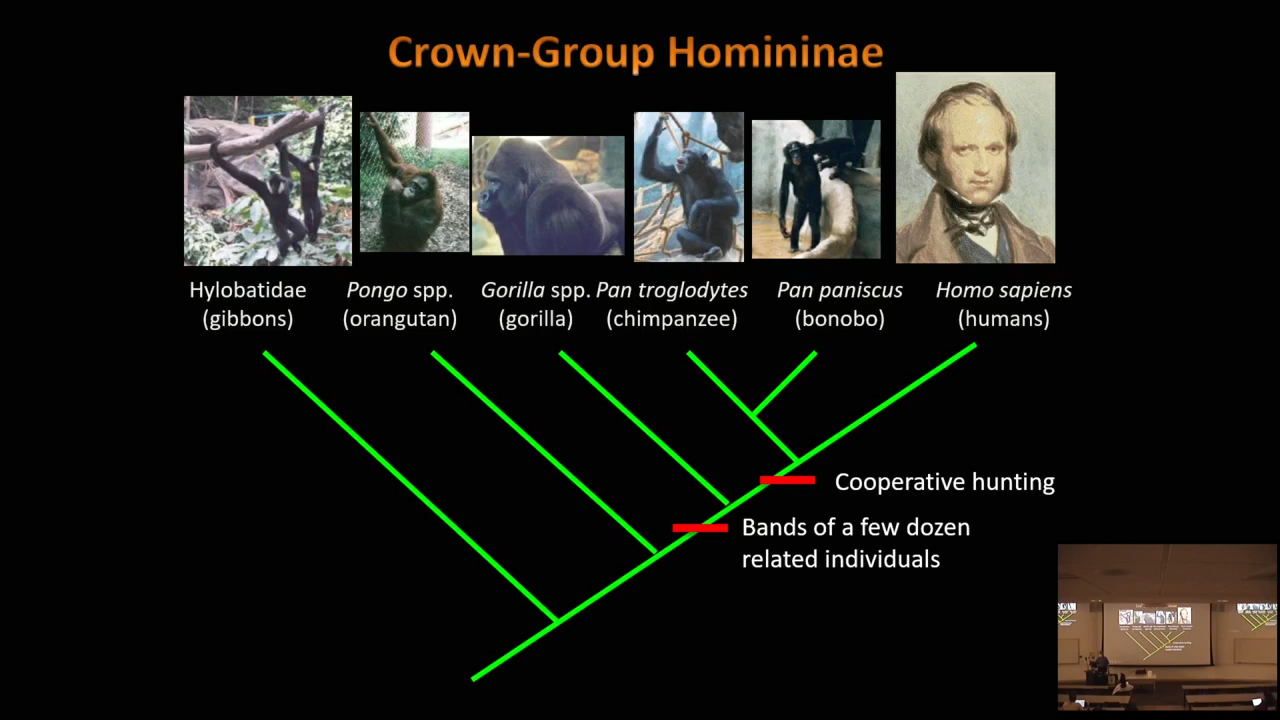 Crown-Group Homininae
Hylobatidae
(gibbons)
Pongo spp.
(orangutan)
Gorilla spp.
(gorilla)
Pan troglodytes
(chimpanzee)
Pan paniscus
(bonobo)
Homo sapiens
(humans)
Cooperative hunting
Bands of a few dozen
related individuals